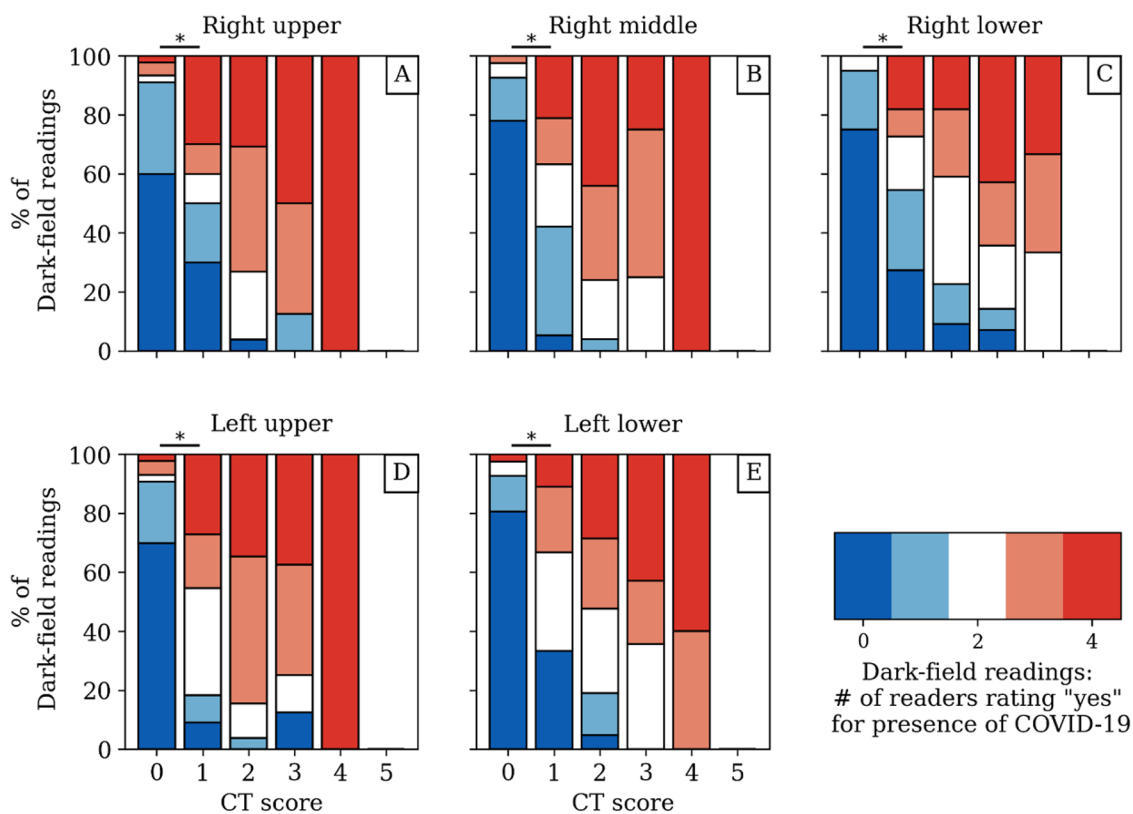 Right upper
Right middle
Right lower
*
*
*
A
B
C
100
80
60
40
20
0
% of
Dark-field readings
Left upper
Left lower
*
*
D
E
100
80
60
40
20
0
% of
Dark-field readings
0 1 2 3 4 5
CT score
0 1 2 3 4 5
CT score
0 2 4
Dark-field readings:
# of readers rating "yes"
for presence of COVID-19